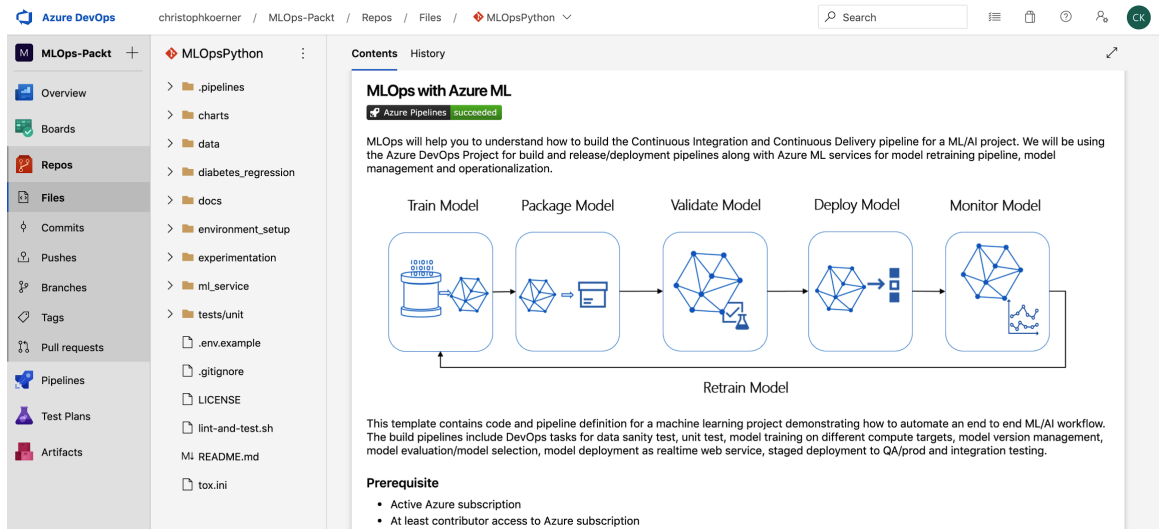 Azure DevOps
christophkoerner / MLOps-Packt / Repos / Files / MLOpsPython
Search
CK
M MLOps-Packt
Overview
Boards
Repos
Files
Commits
Pushes
Branches
Tags
Pull requests
Pipelines
Test Plans
Artifacts
MLOpsPython
.pipelines
charts
data
diabetes_regression
docs
environment_setup
experimentation
ml_service
tests/unit
.env.example
.gitignore
LICENSE
lint-and-test.sh
M↓ README.md
tox.ini
Contents History
MLOps with Azure ML
Azure Pipelines succeeded
MLOps will help you to understand how to build the Continuous Integration and Continuous Delivery pipeline for a ML/AI project. We will be using
the Azure DevOps Project for build and release/deployment pipelines along with Azure ML services for model retraining pipeline, model
management and operationalization.
Train Model Package Model Validate Model Deploy Model Monitor Model
101010
010101
Retrain Model
This template contains code and pipeline definition for a machine learning project demonstrating how to automate an end to end ML/AI workflow.
The build pipelines include DevOps tasks for data sanity test, unit test, model training on different compute targets, model version management,
model evaluation/model selection, model deployment as realtime web service, staged deployment to QA/prod and integration testing.
Prerequisite
• Active Azure subscription
• At least contributor access to Azure subscription